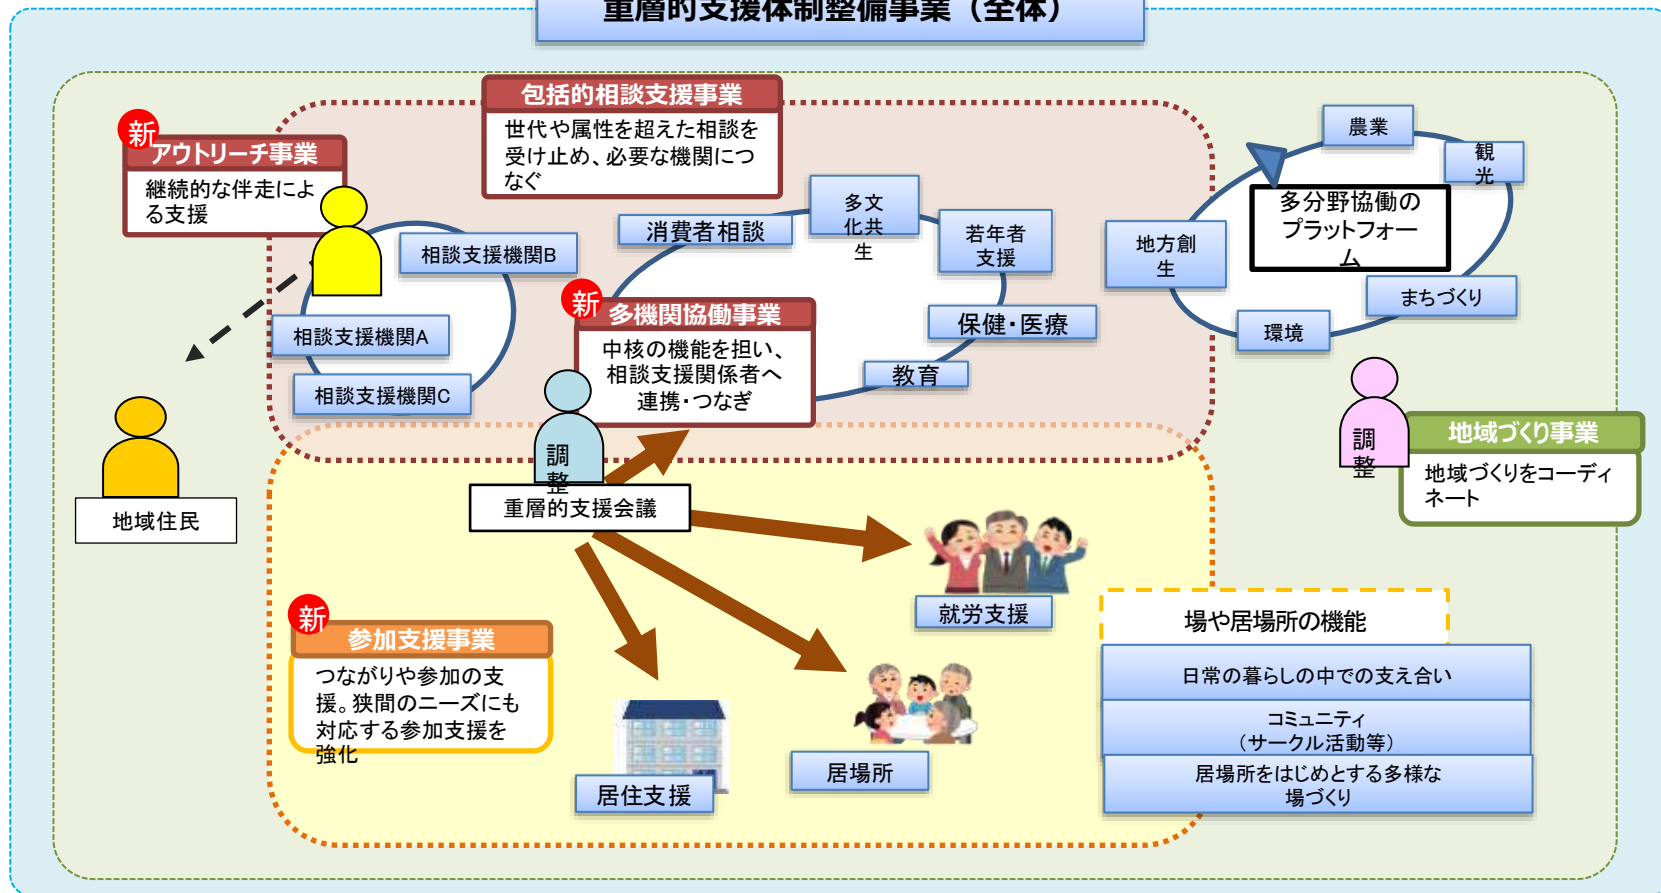 重層的支援体制整備事業（全体）
包括的相談支援事業
世代や属性を超えた相談を
受け止め、必要な機関につ
なぐ
新
アウトリーチ事業
継続的な伴走によ
る支援
相談支援機関B
相談支援機関A
相談支援機関C
消費者相談
多文
化共
生
若年者
支援
保健・医療
教育
新
多機関協働事業
中核の機能を担い、
相談支援関係者へ
連携・つなぎ
農業
観
光
多分野協働の
プラットフォー
ム
地方創
生
まちづくり
環境
調
整
地域づくり事業
地域づくりをコーディ
ネート
地域住民
調
整
重層的支援会議
就労支援
新
参加支援事業
つながりや参加の支
援。狭間のニーズにも
対応する参加支援を
強化
居住支援
居場所
場や居場所の機能
日常の暮らしの中での支え合い
コミュニティ
（サークル活動等）
居場所をはじめとする多様な
場づくり